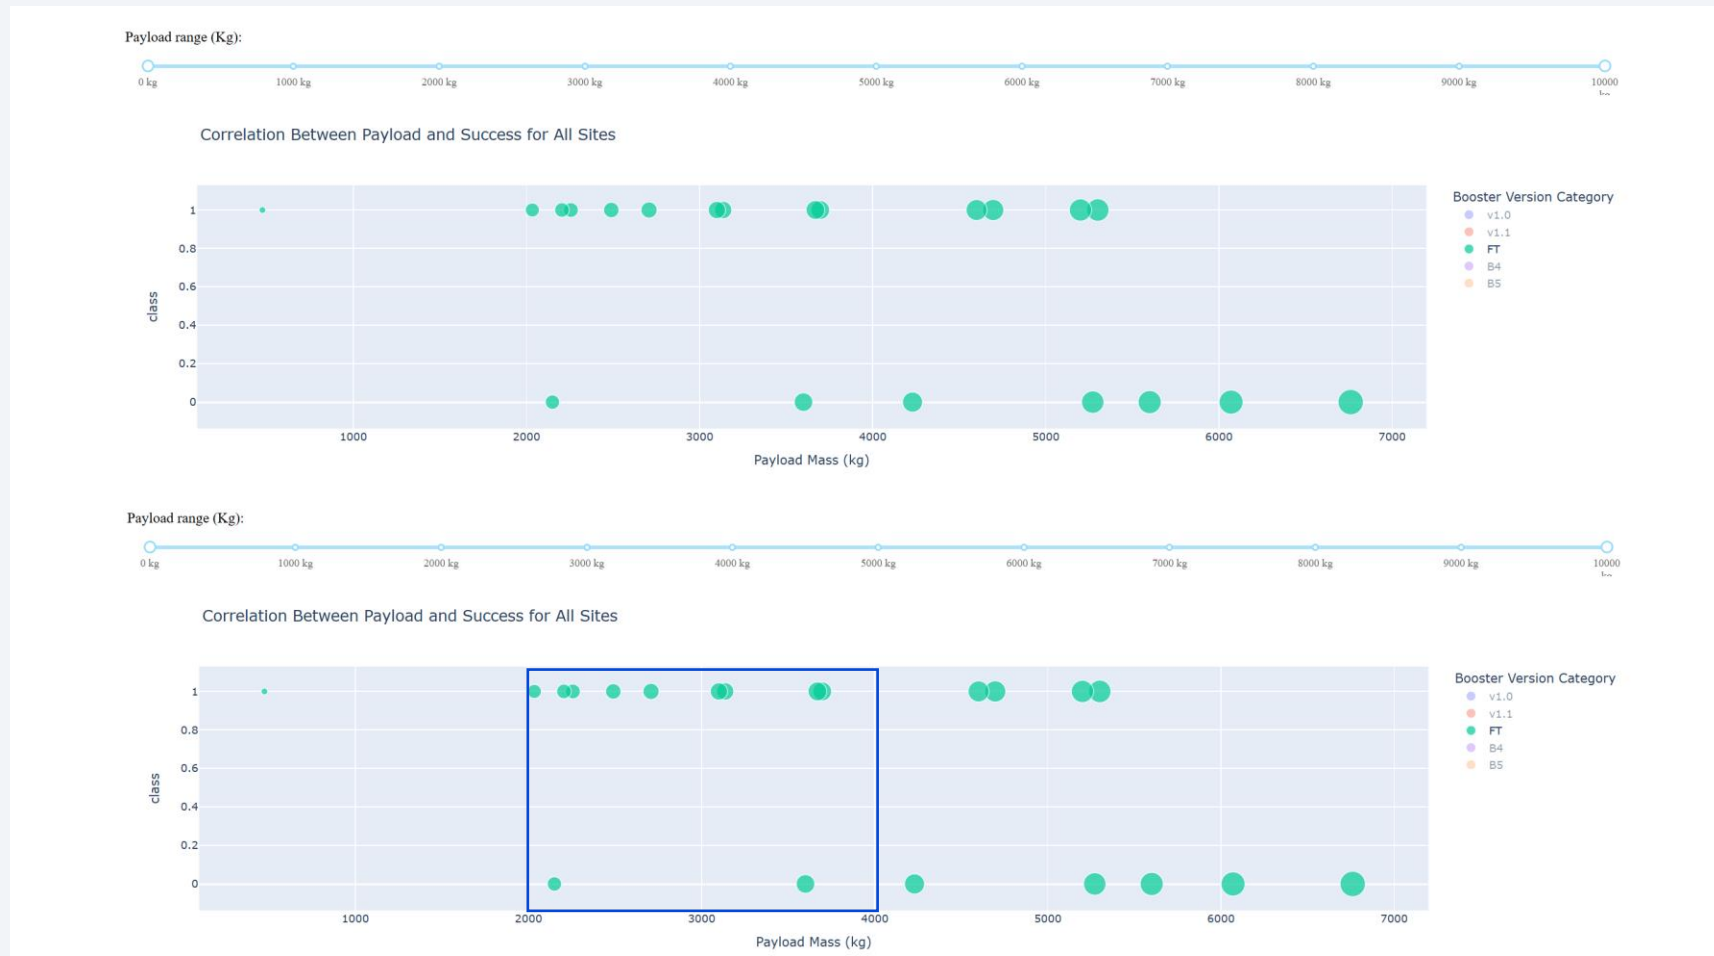 Payload range (Kg):
0 kg 1000 kg 2000 kg 3000 kg 4000 kg 5000 kg 6000 kg 7000 kg 8000 kg 9000 kg 10000
Correlation Between Payload and Success for All Sites
Booster Version Category
v1.0
v1.1
FT
B4
B5
1
0.8
0.6
0.4
0.2
0
class
1000 2000 3000 4000 5000 6000 7000
Payload Mass (kg)
Payload range (Kg):
0 kg 1000 kg 2000 kg 3000 kg 4000 kg 5000 kg 6000 kg 7000 kg 8000 kg 9000 kg 10000
Correlation Between Payload and Success for All Sites
Booster Version Category
v1.0
v1.1
FT
B4
B5
1
0.8
0.6
0.4
0.2
0
class
1000 2000 3000 4000 5000 6000 7000
Payload Mass (kg)